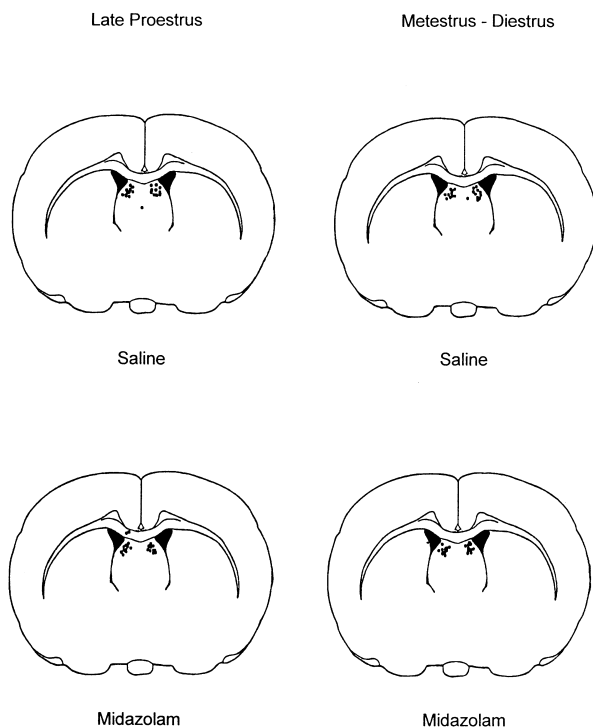 Late Proestrus
Metestrus - Diestrus
Saline
Saline
Midazolam
Midazolam